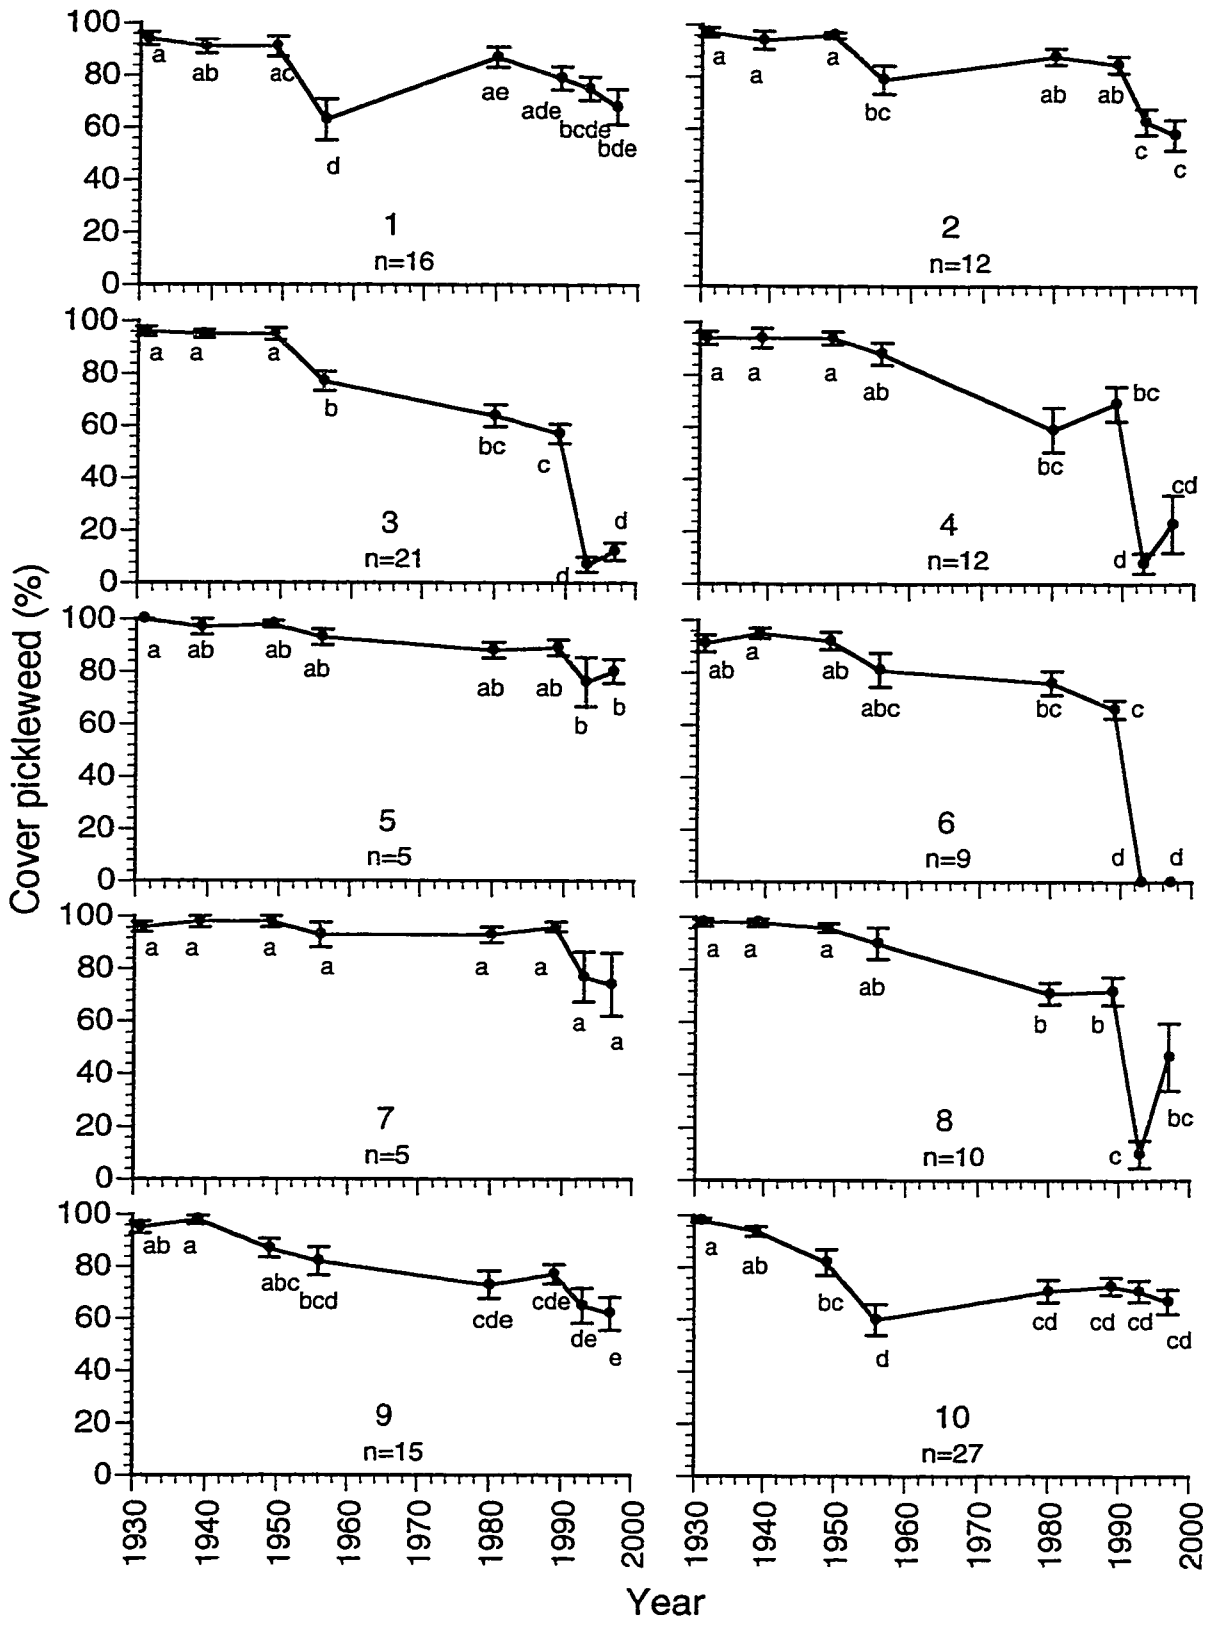 Cover pickleweed (%)
100
80
60
40
20
0
a
ab
ac
d
ae
ade
bcde
bde
1
n=16
a
a
a
bc
ab
ab
c
c
2
n=12
100
80
60
40
20
0
a
a
a
b
bc
c
d
d
3
n=21
a
a
a
ab
bc
bc
d
cd
4
n=12
100
80
60
40
20
0
a
ab
ab
ab
ab
ab
b
b
5
n=5
ab
a
ab
abc
bc
c
d
d
6
n=9
100
80
60
40
20
0
a
a
a
a
a
a
a
a
7
n=5
a
a
a
ab
b
b
c
bc
8
n=10
100
80
60
40
20
0
ab
a
abc
bcd
cde
cde
de
e
9
n=15
a
ab
bc
d
cd
cd
cd
cd
10
n=27
1930 1940 1950 1960 1970 1980 1990 2000
1930 1940 1950 1960 1970 1980 1990 2000
Year